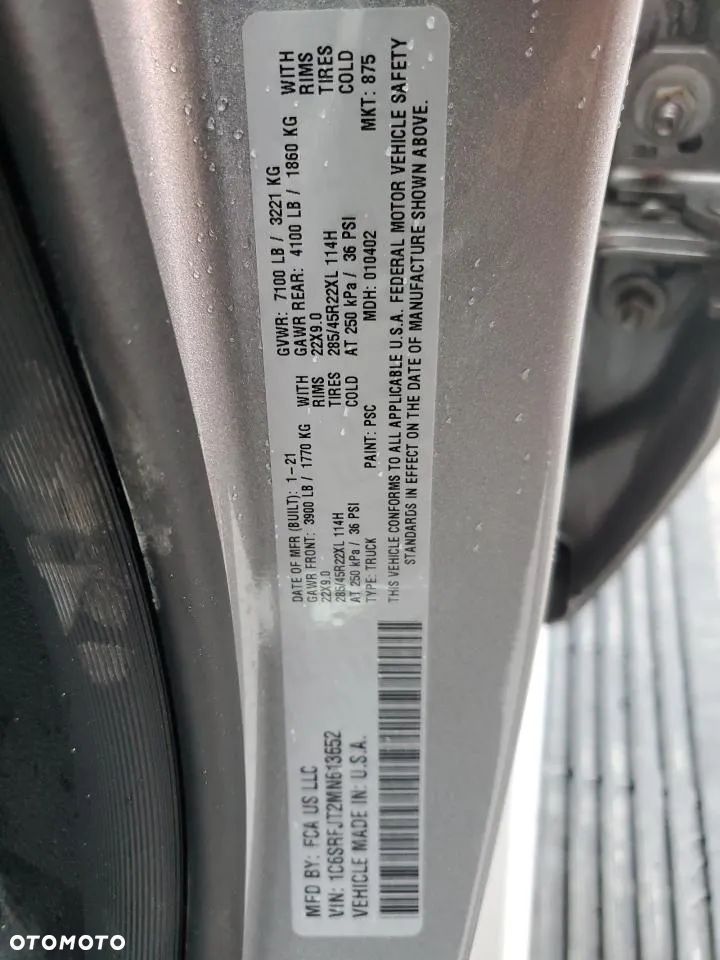 MFD BY: FCA US LLC
DATE OF MFR (BUILT): 1-21
GVWR: 7100 LB / 3221 KG
GAWR FRONT: 3900 LB / 1770 KG WITH
GAWR REAR: 4100 LB / 1860 KG WITH
22X9.0 RIMS
22X9.0 RIMS
285/45R22XL 114H TIRES
285/45R22XL 114H TIRES
AT 250 kPa / 36 PSI COLD
AT 250 kPa / 36 PSI COLD
VIN: 1C6SRFJT2MN613652
TYPE: TRUCK
PAINT: PSC
MDH: 010402
MKT: 875
VEHICLE MADE IN: U.S.A.
THIS VEHICLE CONFORMS TO ALL APPLICABLE U.S.A. FEDERAL MOTOR VEHICLE SAFETY
STANDARDS IN EFFECT ON THE DATE OF MANUFACTURE SHOWN ABOVE.
OTOMOTO